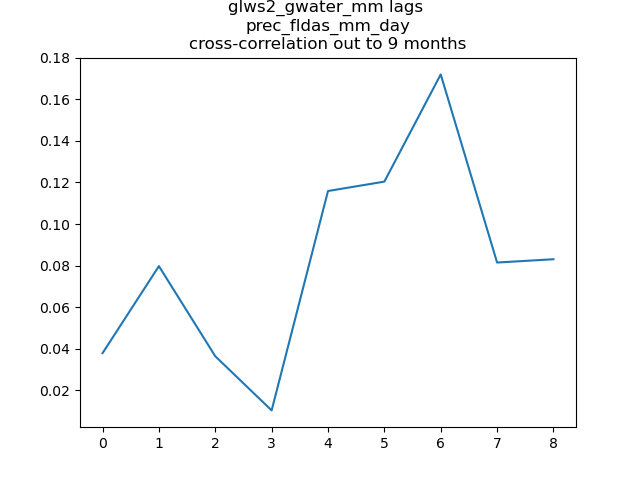 glws2_gwater_mm lags
prec_fldas_mm_day
cross-correlation out to 9 months
0.18
0.16
0.14
0.12
0.10
0.08
0.06
0.04
0.02
0 1 2 3 4 5 6 7 8